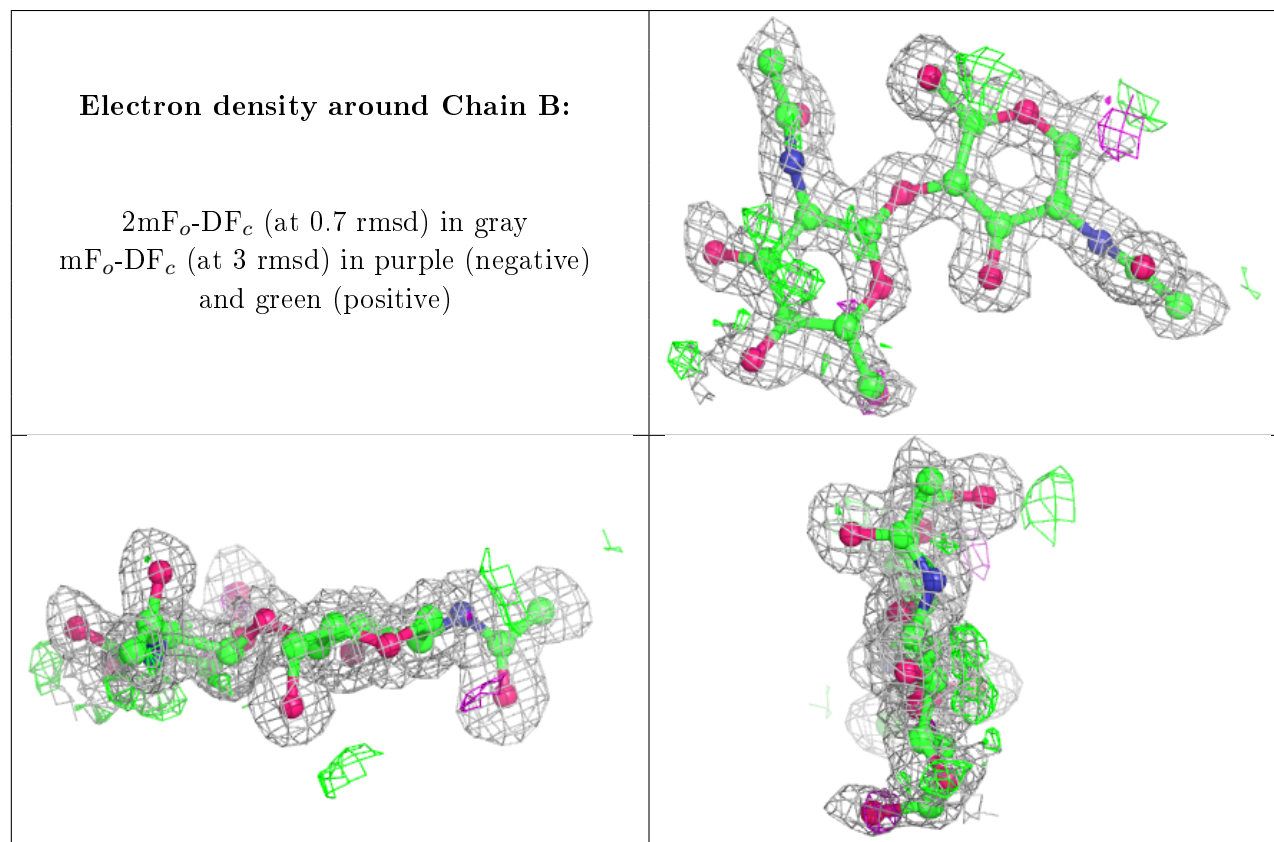 Electron density around Chain B:
2mFo-DFc (at 0.7 rmsd) in gray
mFo-DFc (at 3 rmsd) in purple (negative)
and green (positive)